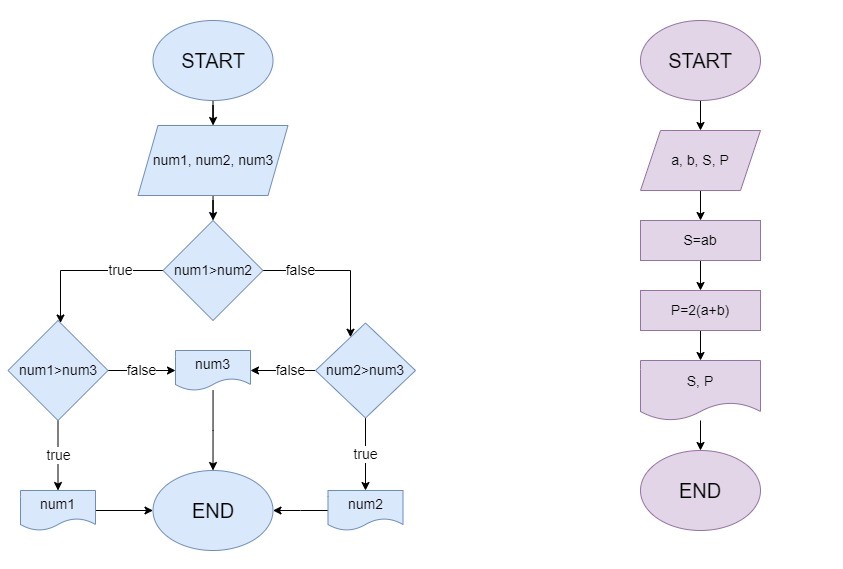 START
num1, num2, num3
num1>num2
true
false
num1>num3
false
num3
false
num2>num3
true
true
num1
END
num2
START
a, b, S, P
S=ab
P=2(a+b)
S, P
END